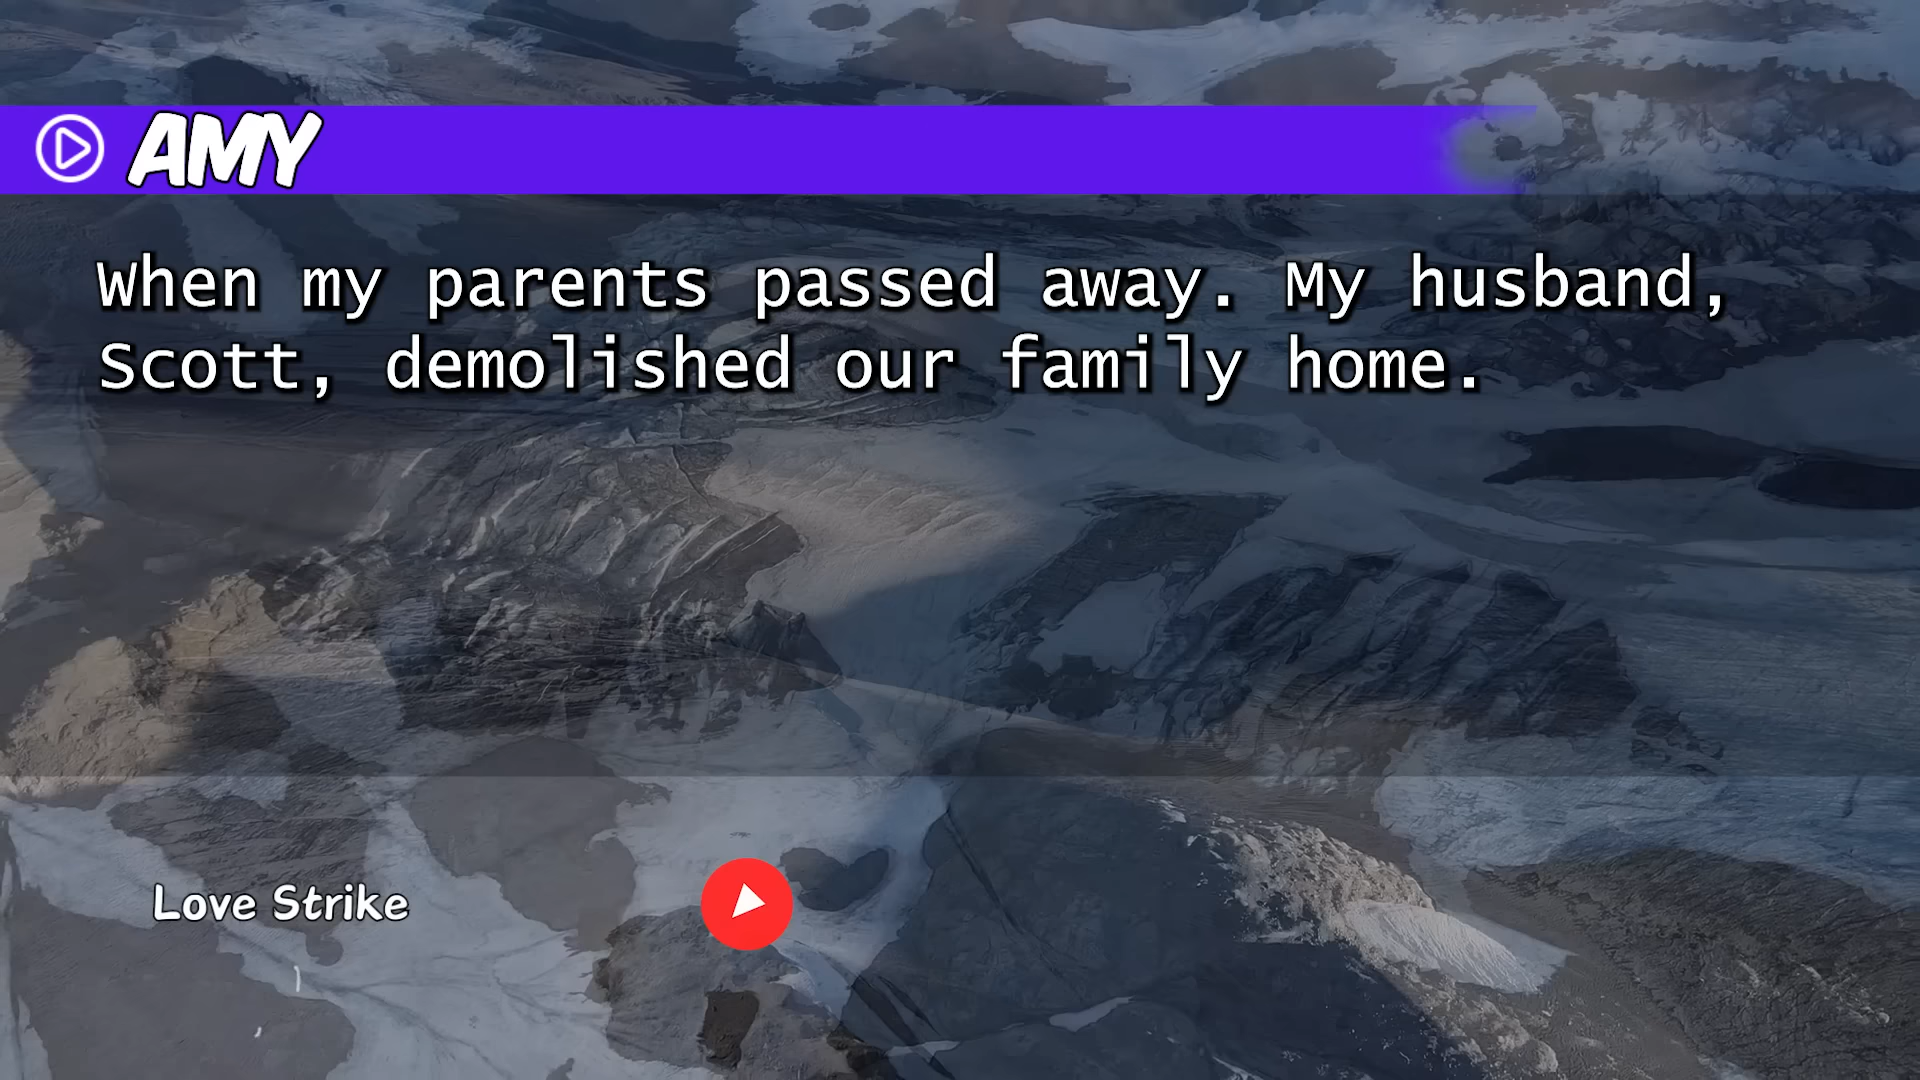 AMY
When my parents passed away. My husband,
Scott, demolished our family home.
Love Strike